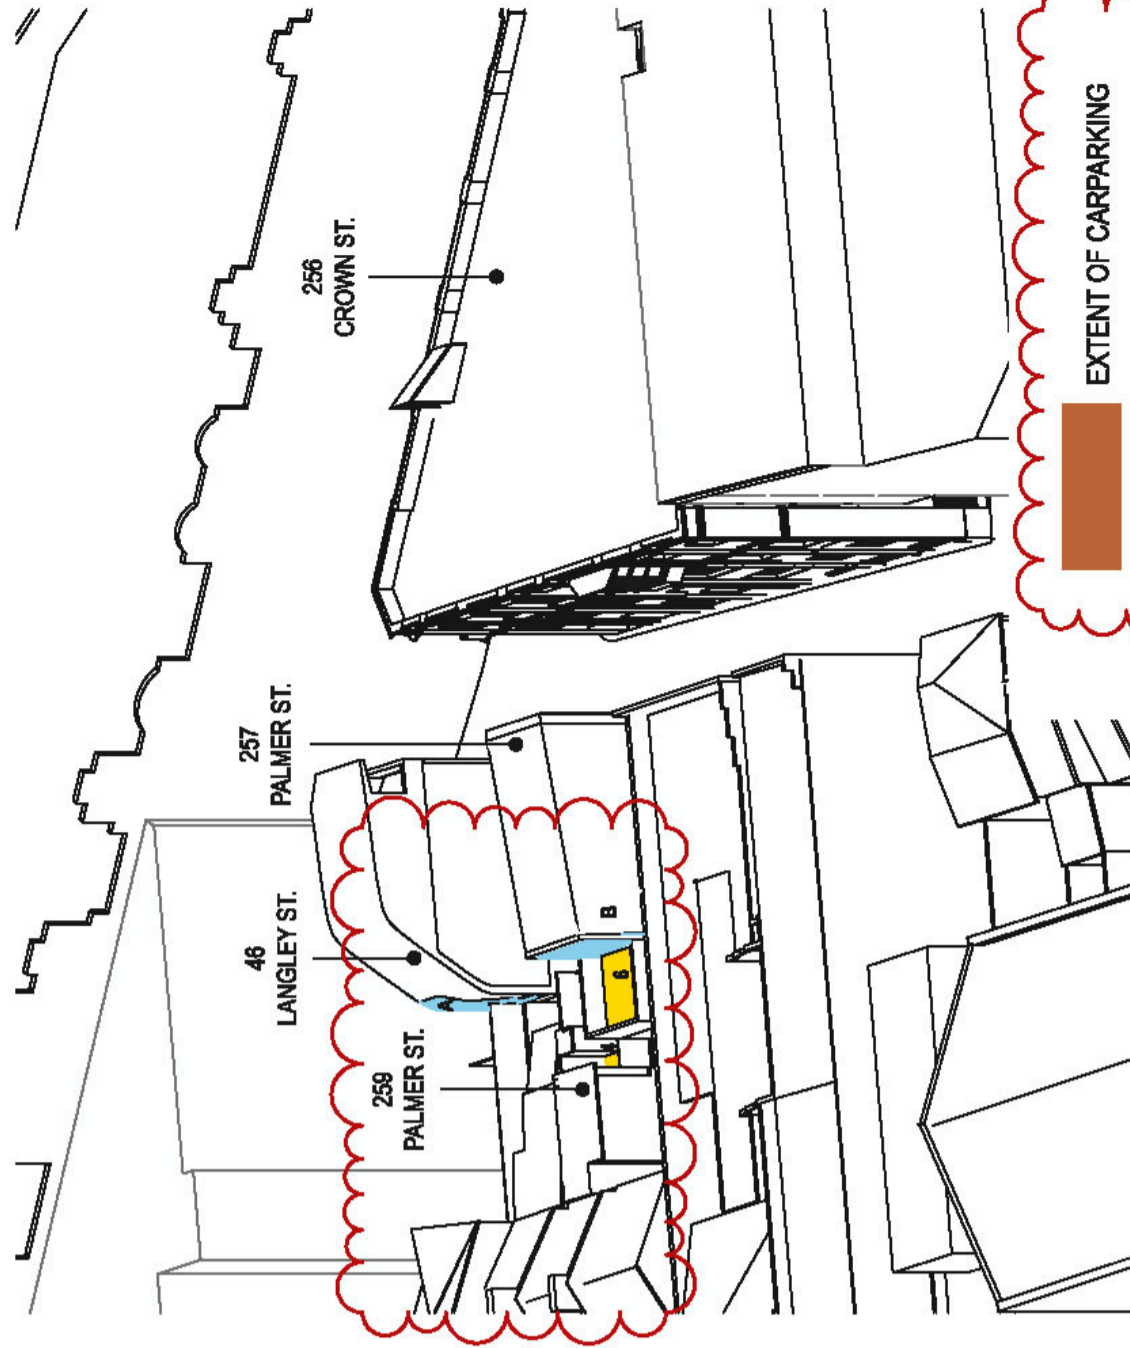 46
LANGLEY ST.
257
PALMER ST.
256
CROWN ST.
259
PALMER ST.
A
B
6
EXTENT OF CARPARKING